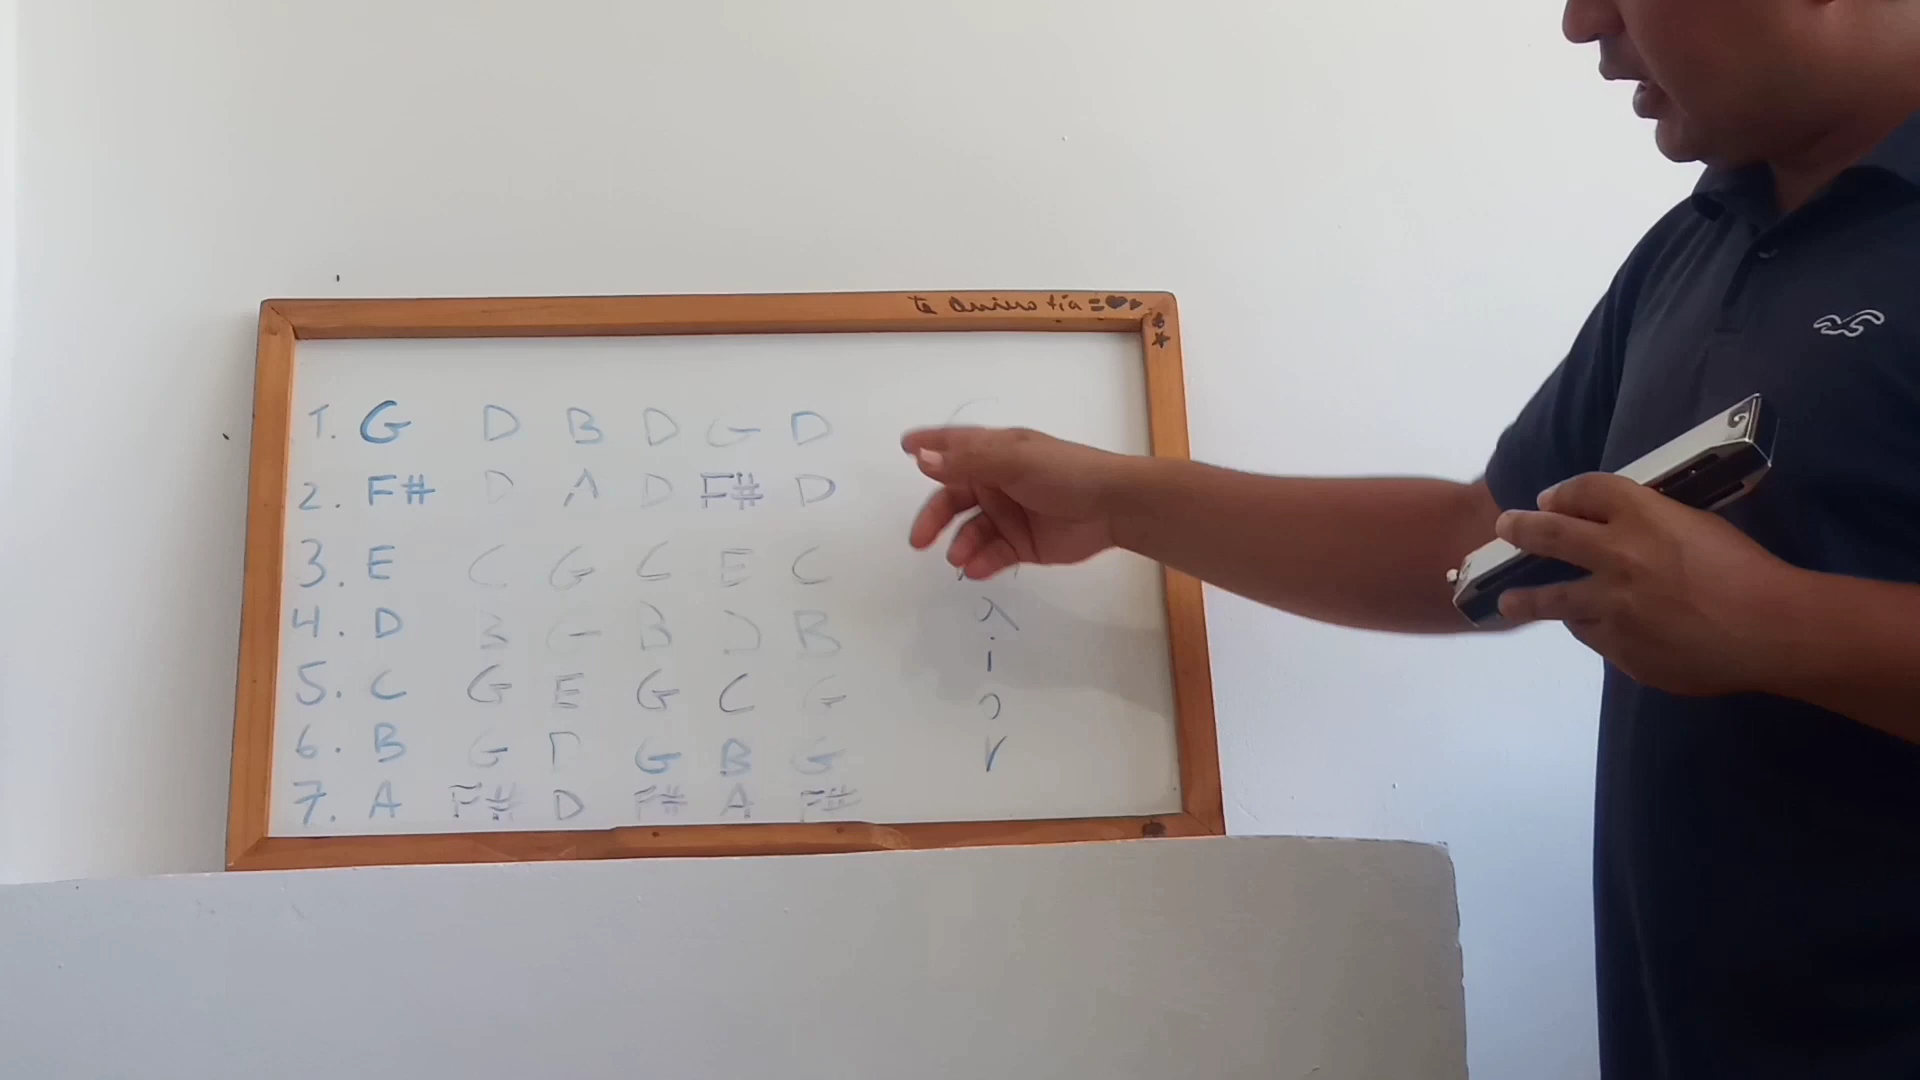 te quiero tía =
1. G D B D G D
2. F# D A D F# D
3. E C G C E C
4. D B G B D B
5. C G E G C G
6. B G D G B G
7. A F# D F# A F#
a
i
o
r